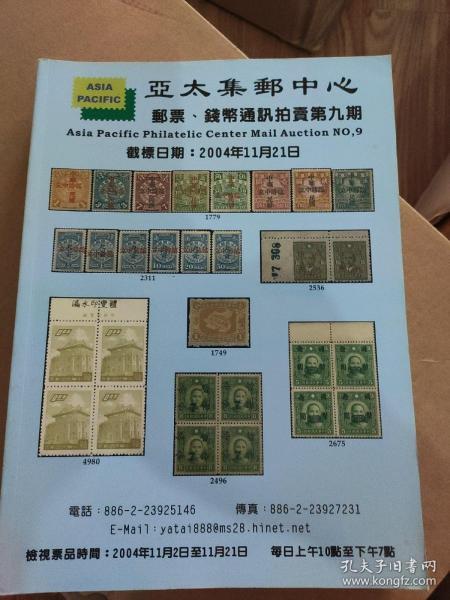 ASIA
PACIFIC
亞太集郵中心
郵票、錢幣通訊拍賣第九期
Asia Pacific Philatelic Center Mail Auction NO,9
截標日期：2004年11月21日
1779
2311
#7 308
2536
1749
4980
2496
2675
電話：886-2-23925146 傳真：886-2-23927231
E-Mail：yatai888@ms28.hinet.net
檢視票品時間：2004年11月2日至11月21日 每日上午10點至下午7點
孔夫子旧书网